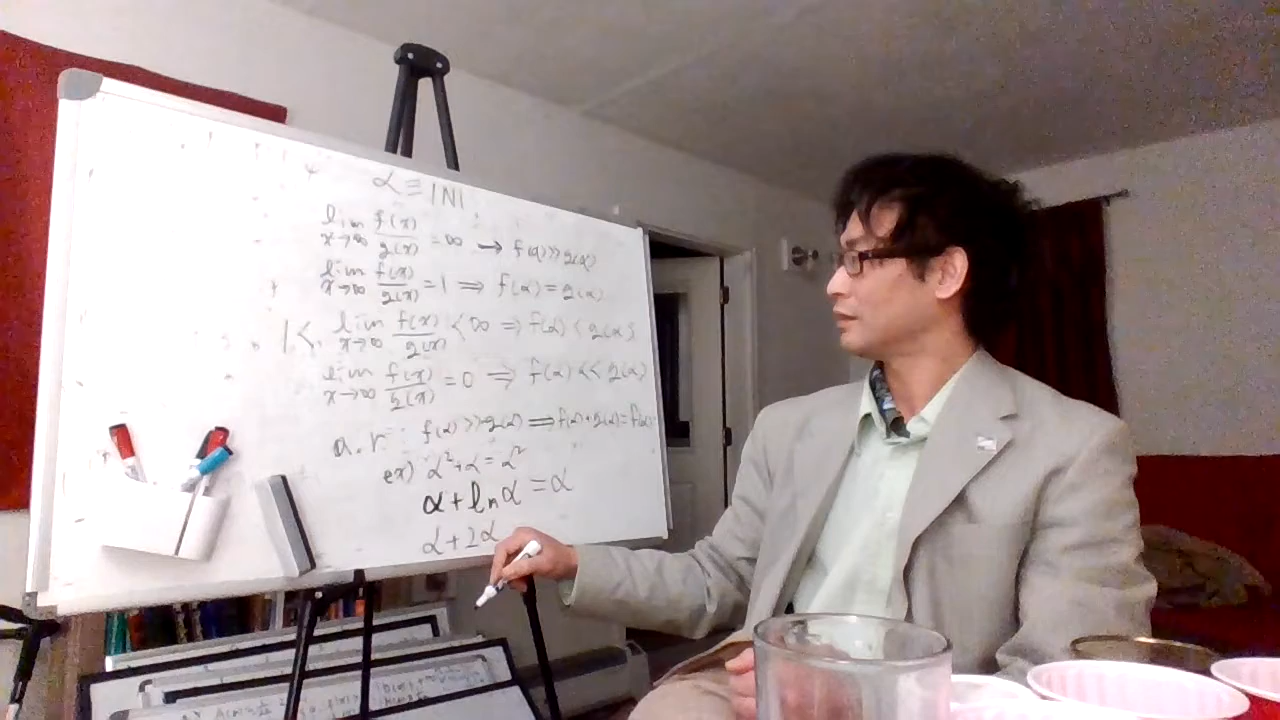 α ≡ |N|
lim x→∞ f(x)/g(x) = ∞ → f(α) >> g(α)
lim x→∞ f(x)/g(x) = 1 ⇒ f(α) = g(α)
1 < lim x→∞ f(x)/g(x) < ∞ ⇒ f(α) < g(α)
lim x→∞ f(x)/g(x) = 0 ⇒ f(α) << g(α)
a.r. : f(α) >> g(α) ⇒ f(α) + g(α) = f(α)
ex) α² + α = α²
α + ln α = α
α + 2α